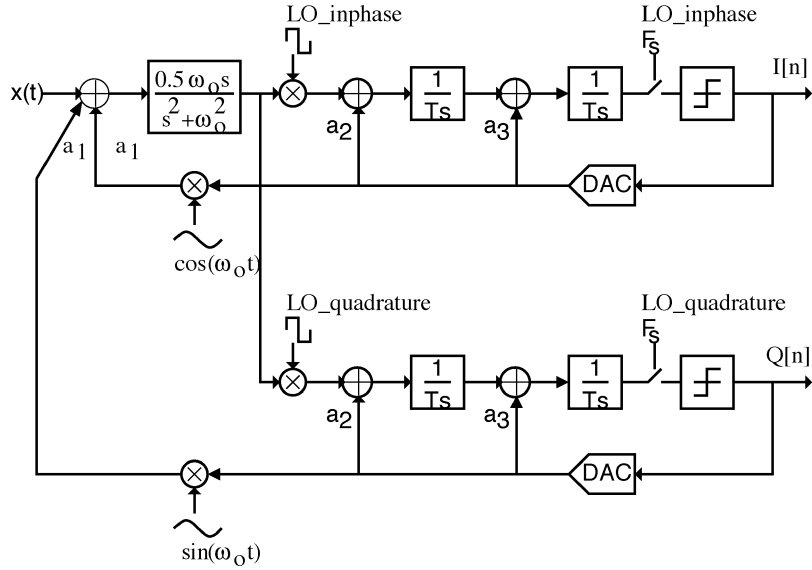 LO_inphase
LO_inphase
Fs
I[n]
x(t)
0.5 ωo s
s² + ωo²
1
Ts
1
Ts
a1
a1
a2
a3
DAC
cos(ωot)
LO_quadrature
LO_quadrature
Fs
Q[n]
1
Ts
1
Ts
a2
a3
DAC
sin(ωot)